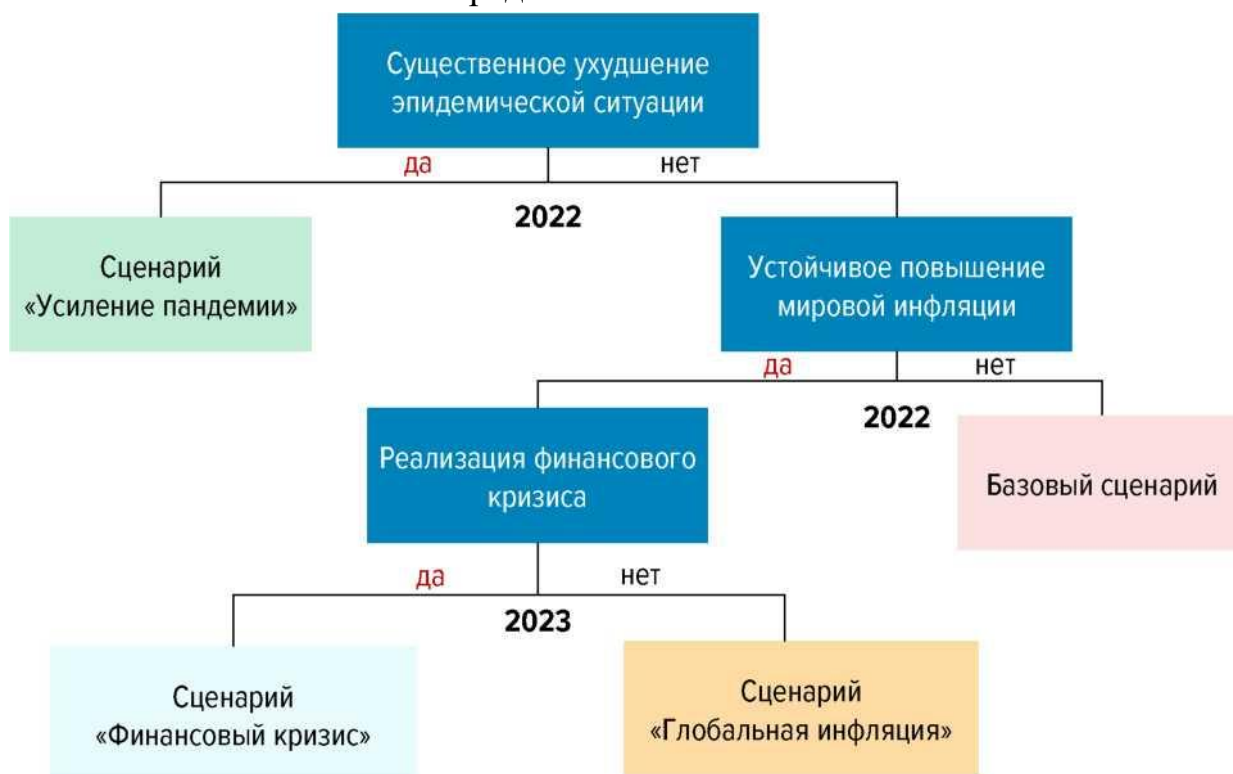 Существенное ухудшение
эпидемической ситуации
да
нет
2022
Сценарий
«Усиление пандемии»
Устойчивое повышение
мировой инфляции
да
нет
2022
Реализация финансового
кризиса
Базовый сценарий
да
нет
2023
Сценарий
«Финансовый кризис»
Сценарий
«Глобальная инфляция»